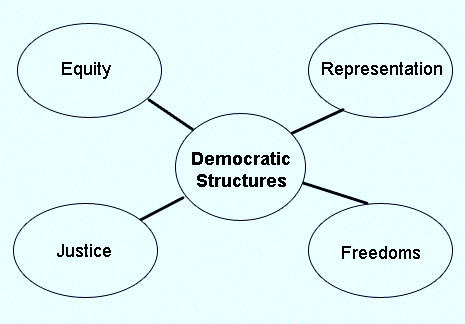 Equity
Representation
Democratic
Structures
Justice
Freedoms